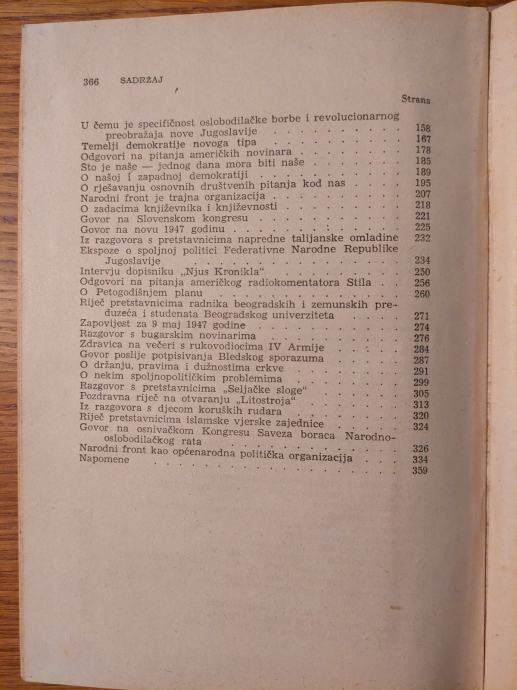 366 SADRŽAJ
Strana
U čemu je specifičnost oslobodilačke borbe i revolucionarnog
preobražaja nove Jugoslavije . . . . . . . . . . . 158
Temelji demokratije novoga tipa . . . . . . . . . . . 167
Odgovori na pitanja američkih novinara . . . . . . . . 178
Što je naše — jednog dana mora biti naše . . . . . . . 185
O našoj i zapadnoj demokratiji . . . . . . . . . . . 189
O rješavanju osnovnih društvenih pitanja kod nas . . . . 195
Narodni front je trajna organizacija . . . . . . . . . 207
O zadacima književnika i književnosti . . . . . . . . 218
Govor na Slovenskom kongresu . . . . . . . . . . . 221
Govor na novu 1947 godinu . . . . . . . . . . . . 225
Iz razgovora s pretstavnicima napredne talijanske omladine 232
Ekspoze o spoljnoj politici Federativne Narodne Republike
Jugoslavije . . . . . . . . . . . . . . . . 234
Intervju dopisniku „Njus Kronikla“ . . . . . . . . . 250
Odgovori na pitanja američkog radiokomentatora Stila . . 256
O Petogodišnjem planu . . . . . . . . . . . . . 260
Riječ pretstavnicima radnika beogradskih i zemunskih pre-
duzeća i studenata Beogradskog univerziteta . . . . . 271
Zapovijest za 9 maj 1947 godine . . . . . . . . . . 274
Razgovor s bugarskim novinarima . . . . . . . . . 276
Zdravica na večeri s rukovodiocima IV Armije . . . . . 284
Govor poslije potpisivanja Bledskog sporazuma . . . . . 287
O držanju, pravima i dužnostima crkve . . . . . . . . 291
O nekim spoljnopolitičkim problemima . . . . . . . . 299
Razgovor s pretstavnicima „Seljačke sloge“ . . . . . . 305
Pozdravna riječ na otvaranju „Litostroja“ . . . . . . . 313
Iz razgovora s djecom koruških rudara . . . . . . . . 320
Riječ pretstavnicima islamske vjerske zajednice . . . . . 324
Govor na osnivačkom Kongresu Saveza boraca Narodno-
oslobodilačkog rata . . . . . . . . . . . . . 326
Narodni front kao općenarodna politička organizacija . . . 334
Napomene . . . . . . . . . . . . . . . . . 359